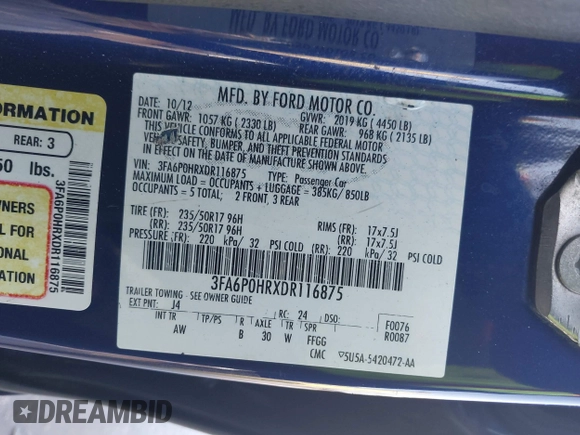 MFD. BY FORD MOTOR CO.
MFD. BY FORD MOTOR CO.
DATE: 10/12
GVWR: 2019 KG ( 4450 LB)
FRONT GAWR: 1057 KG ( 2330 LB)
REAR GAWR: 968 KG ( 2135 LB)
THIS VEHICLE CONFORMS TO ALL APPLICABLE FEDERAL MOTOR
VEHICLE SAFETY, BUMPER, AND THEFT PREVENTION STANDARDS
IN EFFECT ON THE DATE OF MANUFACTURE SHOWN ABOVE.
VIN: 3FA6P0HRXDR116875
TYPE: Passenger Car
MAXIMUM LOAD = OCCUPANTS + LUGGAGE = 385KG/ 850LB
OCCUPANTS = 5 TOTAL: 2 FRONT, 3 REAR
TIRE (FR): 235/50R17 96H RIMS (FR): 17x7.5J
(RR): 235/50R17 96H (RR): 17x7.5J
PRESSURE (FR): 220 kPa/ 32 PSI COLD (RR): 220 kPa/ 32 PSI COLD
3FA6P0HRXDR116875
TRAILER TOWING - SEE OWNER GUIDE
EXT PNT: J4 RC: 24 DSO: F0076
INT TR TP/PS R AXLE TR SPR R0087
AW B 30 W FFGG
CMC 5U5A-5420472-AA
ORMATION
REAR: 3
50 lbs.
WNERS
L FOR
ONAL
ION
3FA6P0HRXDR116875
DREAMBID